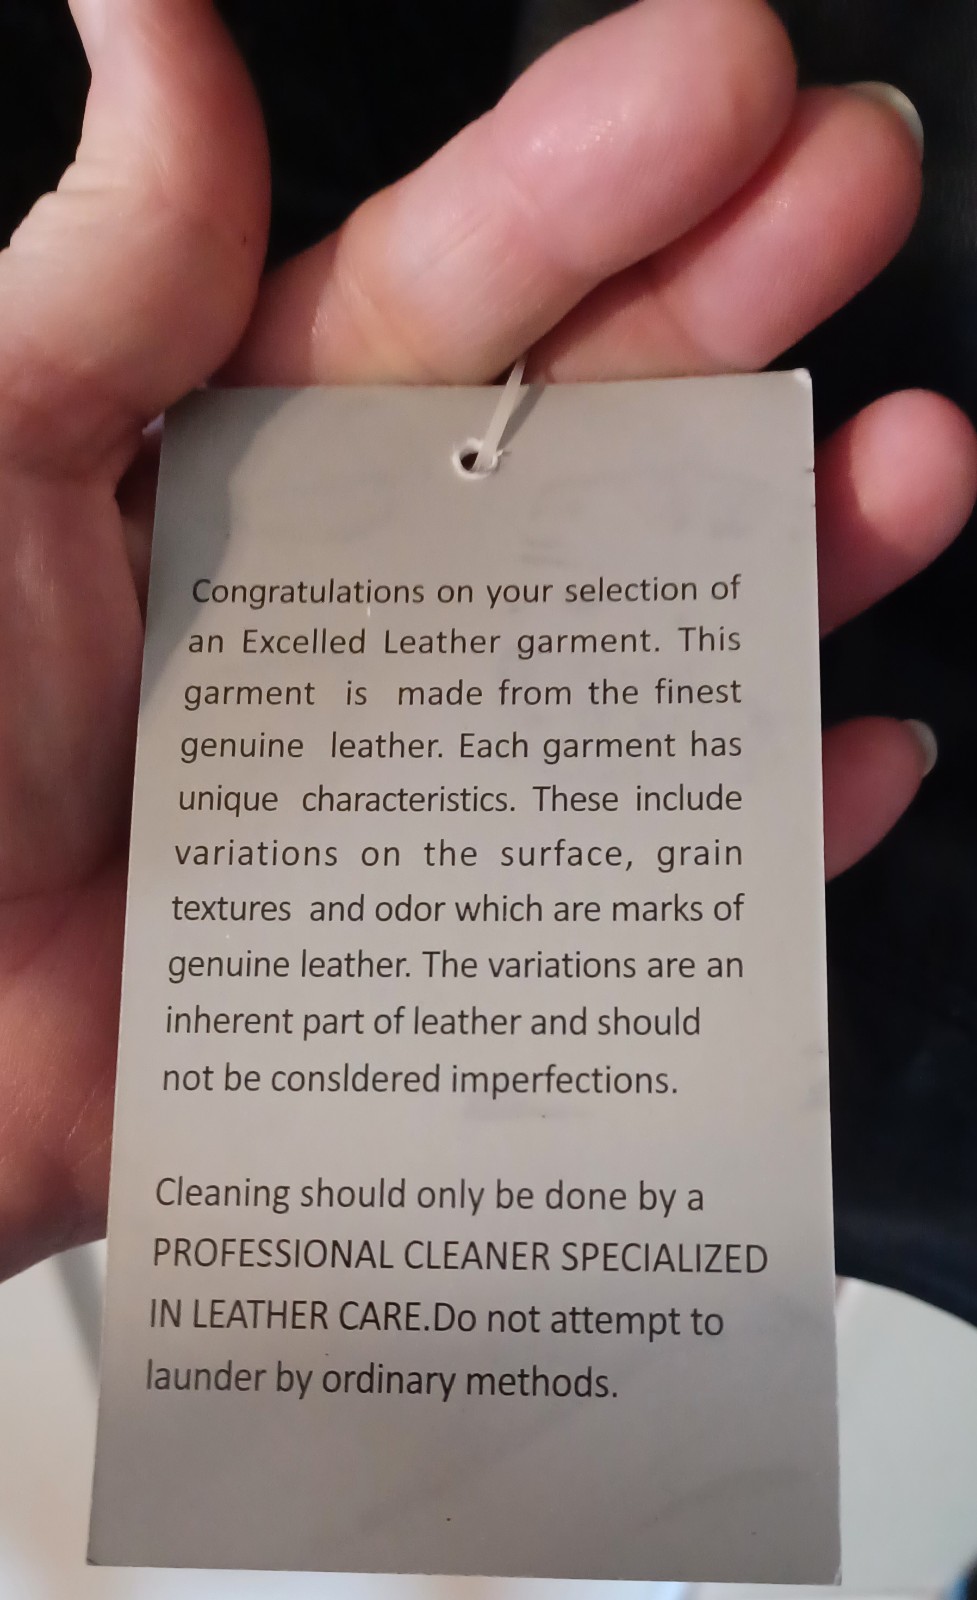 Congratulations on your selection of
an Excelled Leather garment. This
garment is made from the finest
genuine leather. Each garment has
unique characteristics. These include
variations on the surface, grain
textures and odor which are marks of
genuine leather. The variations are an
inherent part of leather and should
not be consldered imperfections.
Cleaning should only be done by a
PROFESSIONAL CLEANER SPECIALIZED
IN LEATHER CARE.Do not attempt to
launder by ordinary methods.